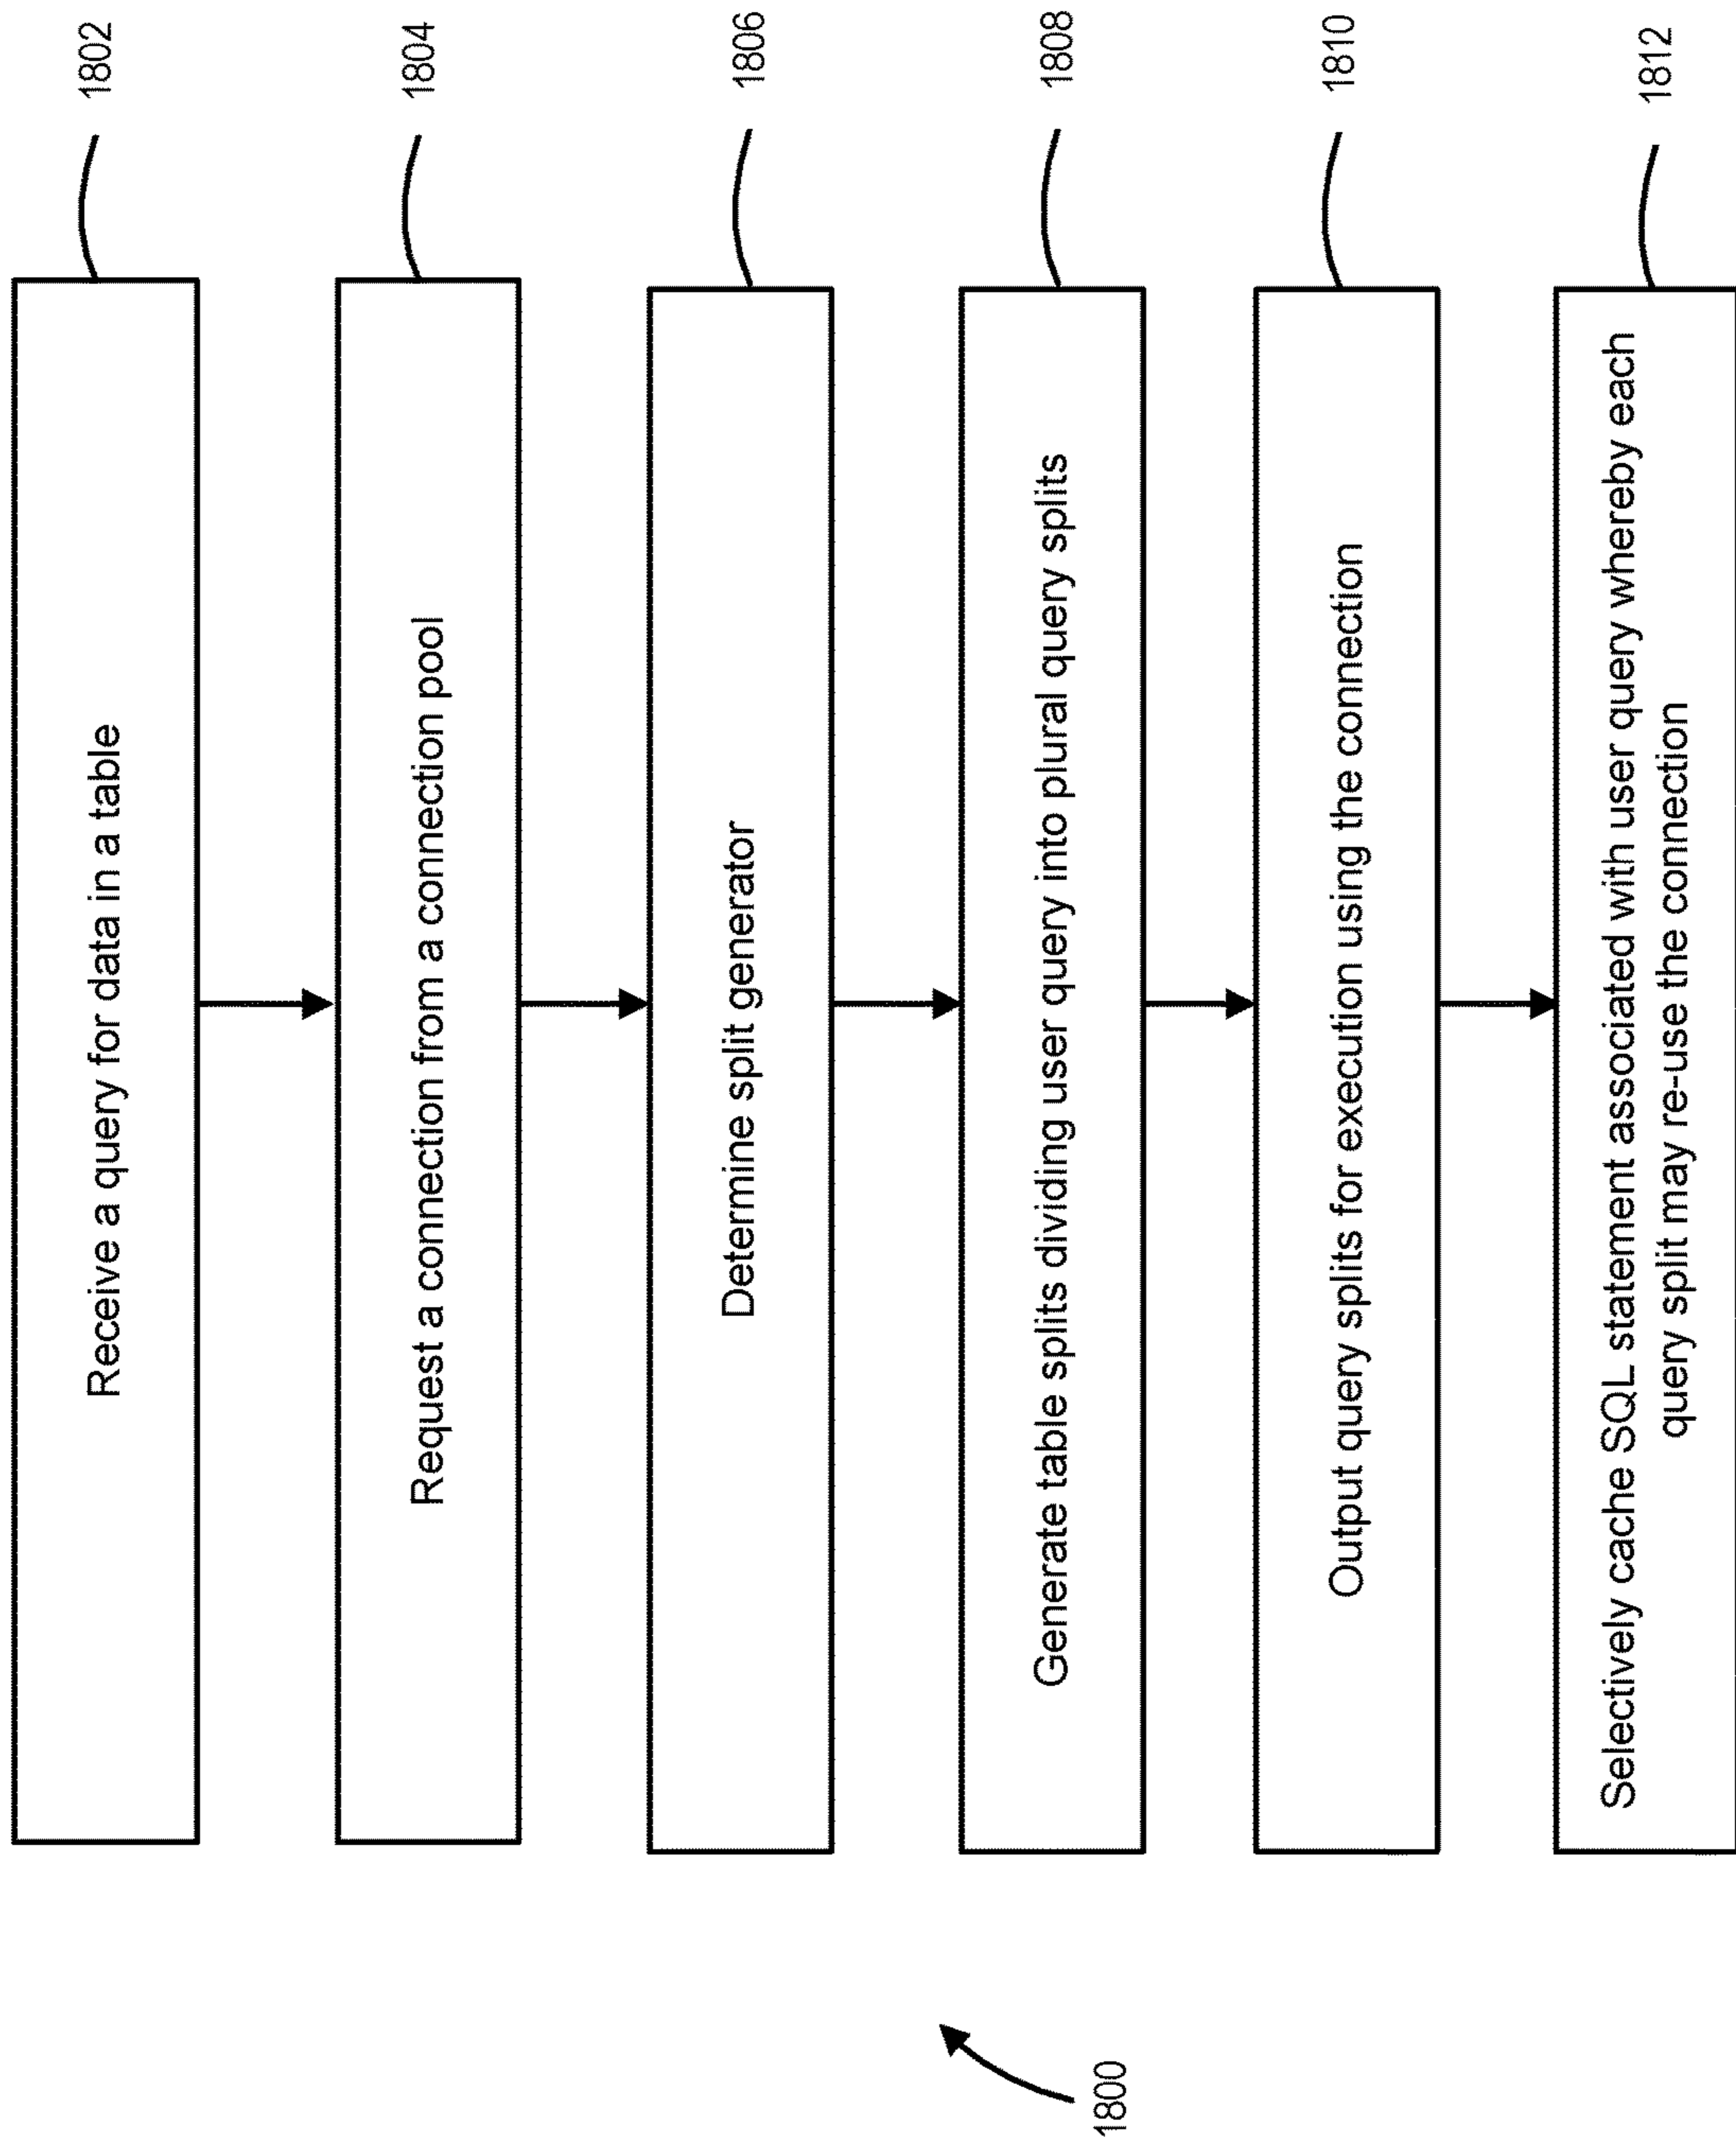 Receive a query for data in a table
1802
Request a connection from a connection pool
1804
Determine split generator
1806
Generate table splits dividing user query into plural query splits
1808
Output query splits for execution using the connection
1810
Selectively cache SQL statement associated with user query whereby each
query split may re-use the connection
1812
1800